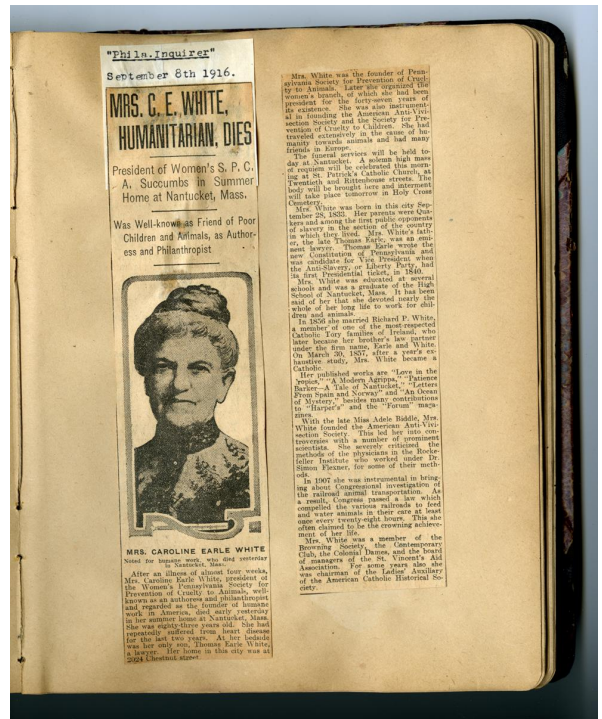 "Phila.Inquirer"
September 8th 1916.
MRS. C. E. WHITE,
HUMANITARIAN, DIES
President of Women's S. P. C.
A. Succumbs in Summer
Home at Nantucket, Mass.
Was Well-known as Friend of Poor
Children and Animals, as Author-
ess and Philanthropist
MRS. CAROLINE EARLE WHITE
Noted for humane work, who died yesterday
in Nantucket, Mass.
After an illness of almost four weeks,
Mrs. Caroline Earle White, president of
the Women's Pennsylvania Society for
Prevention of Cruelty to Animals, well-
known as an authoress and philanthropist
and regarded as the founder of humane
work in America, died early yesterday
in her summer home at Nantucket, Mass.
She was eighty-three years old. She had
repeatedly suffered from heart disease
for the last two years. At her bedside
was her only son, Thomas Earle White,
a lawyer. Her home in this city was at
2024 Chestnut street.
Mrs. White was the founder of Penn-
sylvania Society for Prevention of Cruel-
ty to Animals. Later she organized the
women's branch, of which she had been
president for the forty-seven years of
its existence. She was also instrument-
al in founding the American Anti-Vivi-
section Society and the Society for Pre-
vention of Cruelty to Children. She had
traveled extensively in the cause of hu-
manity towards animals and had many
friends in Europe.
The funeral services will be held to-
day at Nantucket. A solemn high mass
of requiem will be celebrated this morn-
ing at St. Patrick's Catholic Church, at
Twentieth and Rittenhouse streets. The
body will be brought here and interment
will take place tomorrow in Holy Cross
Cemetery.
Mrs. White was born in this city Sep-
tember 28, 1833. Her parents were Qua-
kers and among the first public opponents
of slavery in the section of the country
in which they lived. Mrs. White's fath-
er, the late Thomas Earle, was an emi-
nent lawyer. Thomas Earle wrote the
new Constitution of Pennsylvania and
was candidate for Vice President when
the Anti-Slavery, or Liberty Party, had
its first Presidential ticket, in 1840.
Mrs. White was educated at several
schools and was a graduate of the High
School of Nantucket, Mass. It has been
said of her that she devoted nearly the
whole of her long life to work for chil-
dren and animals.
In 1856 she married Richard P. White,
a member of one of the most-respected
Catholic Tory families of Ireland, who
later became her brother's law partner
under the firm name, Earle and White.
On March 30, 1857, after a year's ex-
haustive study, Mrs. White became a
Catholic.
Her published works are "Love in the
Tropics," "A Modern Agrippa," "Patience
Barker—A Tale of Nantucket," "Letters
From Spain and Norway" and "An Ocean
of Mystery," besides many contributions
to "Harper's" and the "Forum" maga-
zines.
With the late Miss Adele Biddle, Mrs.
White founded the American Anti-Vivi-
section Society. This led her into con-
troversies with a number of prominent
scientists. She severely criticized the
methods of the physicians in the Rocke-
feller Institute who worked under Dr.
Simon Flexner, for some of their meth-
ods.
In 1907 she was instrumental in bring-
ing about Congressional investigation of
the railroad animal transportation. As
a result, Congress passed a law which
compelled the various railroads to feed
and water animals in their care at least
once every twenty-eight hours. This she
often claimed to be the crowning achieve-
ment of her life.
Mrs. White was a member of the
Browning Society, the Contemporary
Club, the Colonial Dames, and the board
of managers of the St. Vincent's Aid
Association. For some years also she
was chairman of the Ladies' Auxiliary
of the American Catholic Historical So-
ciety.